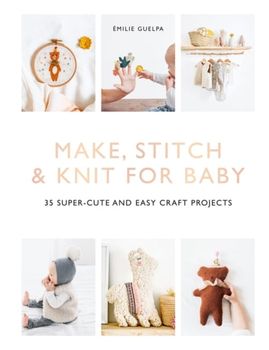 ÉMILIE GUELPA
MAKE, STITCH
& KNIT FOR BABY
35 SUPER-CUTE AND EASY CRAFT PROJECTS